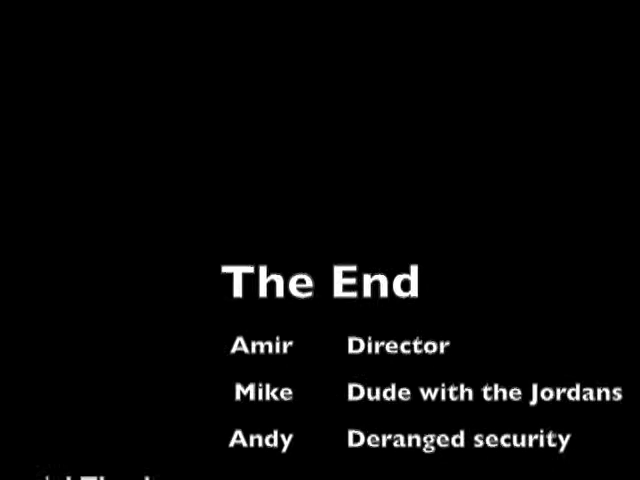 The End
Amir Director
Mike Dude with the Jordans
Andy Deranged security